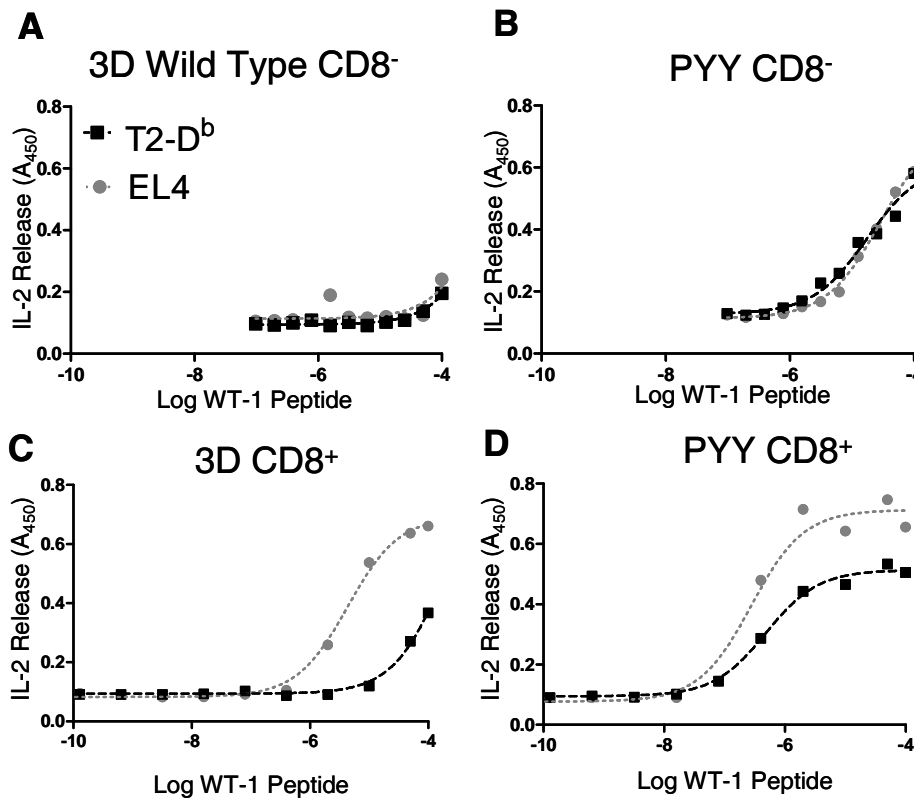 A
3D Wild Type CD8-
0.8
0.6
0.4
0.2
0.0
IL-2 Release (A450)
T2-Db
EL4
-10
-8
-6
-4
Log WT-1 Peptide
B
PYY CD8-
0.8
0.6
0.4
0.2
0.0
IL-2 Release (A450)
-10
-8
-6
-4
Log WT-1 Peptide
C
3D CD8+
0.8
0.6
0.4
0.2
0.0
IL-2 Release (A450)
-10
-8
-6
-4
Log WT-1 Peptide
D
PYY CD8+
0.8
0.6
0.4
0.2
0.0
IL-2 Release (A450)
-10
-8
-6
-4
Log WT-1 Peptide